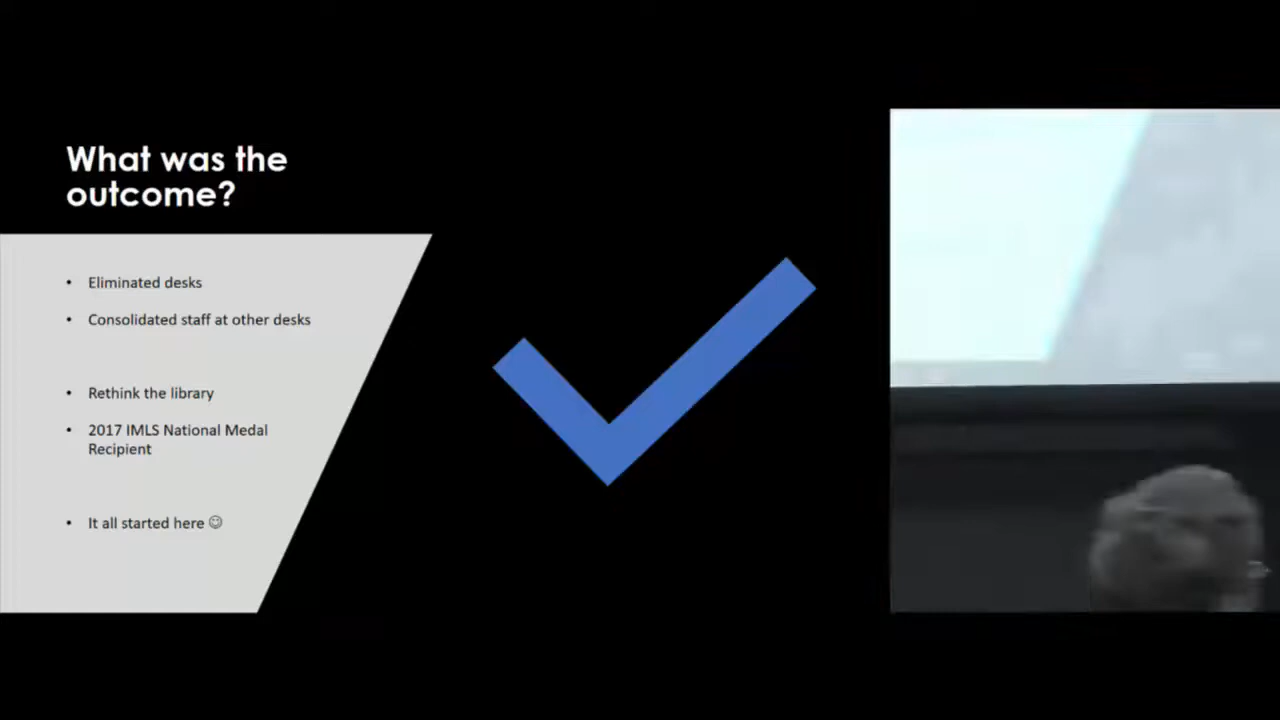 What was the
outcome?
• Eliminated desks
• Consolidated staff at other desks
• Rethink the library
• 2017 IMLS National Medal
Recipient
• It all started here ☺